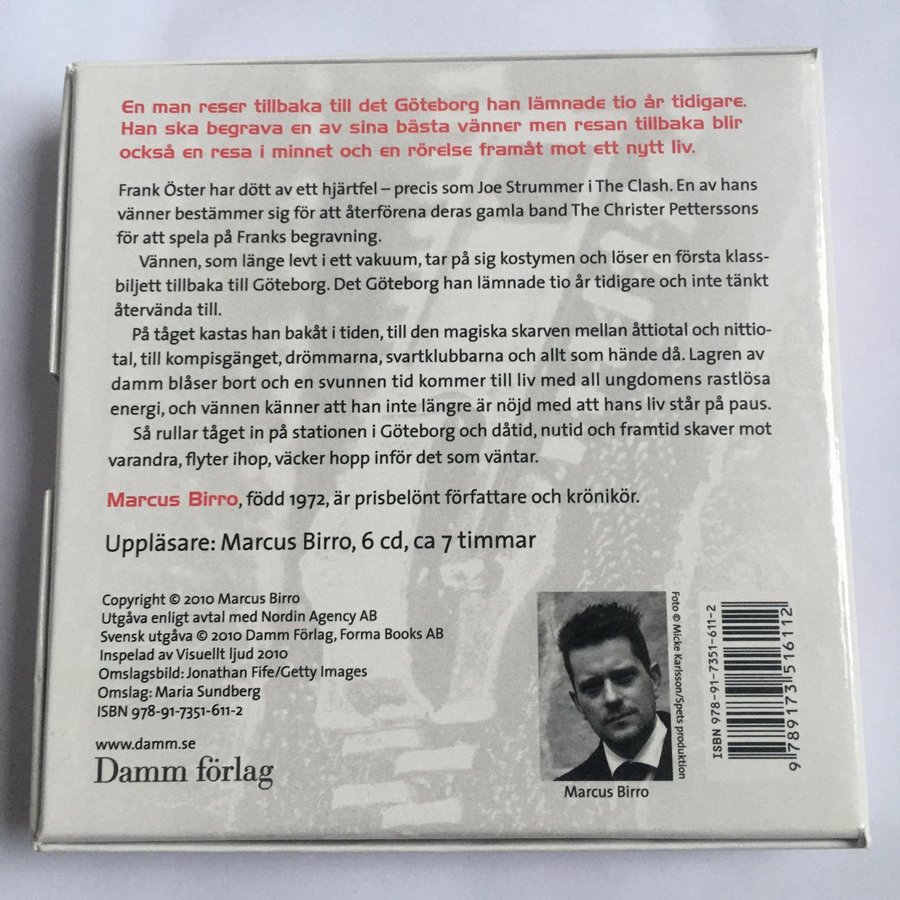 En man reser tillbaka till det Göteborg han lämnade tio år tidigare.
Han ska begrava en av sina bästa vänner men resan tillbaka blir
också en resa i minnet och en rörelse framåt mot ett nytt liv.
Frank Öster har dött av ett hjärtfel – precis som Joe Strummer i The Clash. En av hans
vänner bestämmer sig för att återförena deras gamla band The Christer Petterssons
för att spela på Franks begravning.
Vännen, som länge levt i ett vakuum, tar på sig kostymen och löser en första klass-
biljett tillbaka till Göteborg. Det Göteborg han lämnade tio år tidigare och inte tänkt
återvända till.
På tåget kastas han bakåt i tiden, till den magiska skarven mellan åttiotal och nittio-
tal, till kompisgänget, drömmarna, svartklubbarna och allt som hände då. Lagren av
damm blåser bort och en svunnen tid kommer till liv med all ungdomens rastlösa
energi, och vännen känner att han inte längre är nöjd med att hans liv står på paus.
Så rullar tåget in på stationen i Göteborg och dåtid, nutid och framtid skaver mot
varandra, flyter ihop, väcker hopp inför det som väntar.
Marcus Birro, född 1972, är prisbelönt författare och krönikör.
Uppläsare: Marcus Birro, 6 cd, ca 7 timmar
Copyright © 2010 Marcus Birro
Utgåva enligt avtal med Nordin Agency AB
Svensk utgåva © 2010 Damm Förlag, Forma Books AB
Inspelad av Visuellt ljud 2010
Omslagsbild: Jonathan Fife/Getty Images
Omslag: Maria Sundberg
ISBN 978-91-7351-611-2
www.damm.se
Damm förlag
Foto © Micke Karlsson/Spets produktion
Marcus Birro
ISBN 978-91-7351-611-2
9 789173 516112